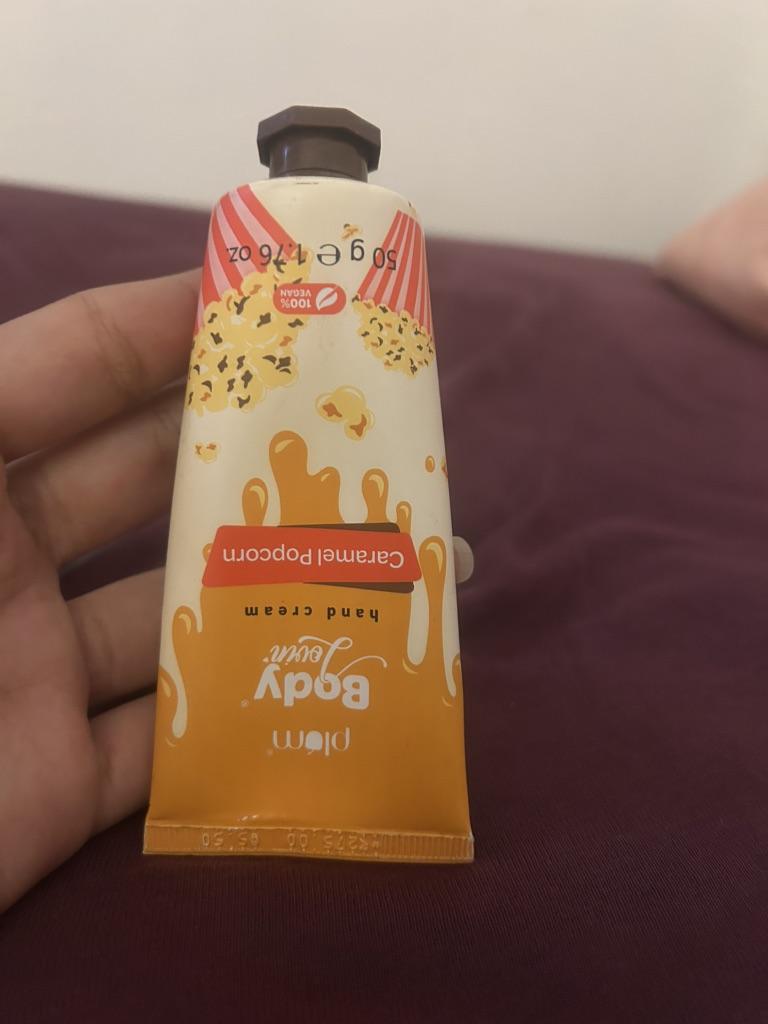 plum®
Body®
Lovin'
hand cream
Caramel Popcorn
100%
VEGAN
50 g e 1.76 oz.